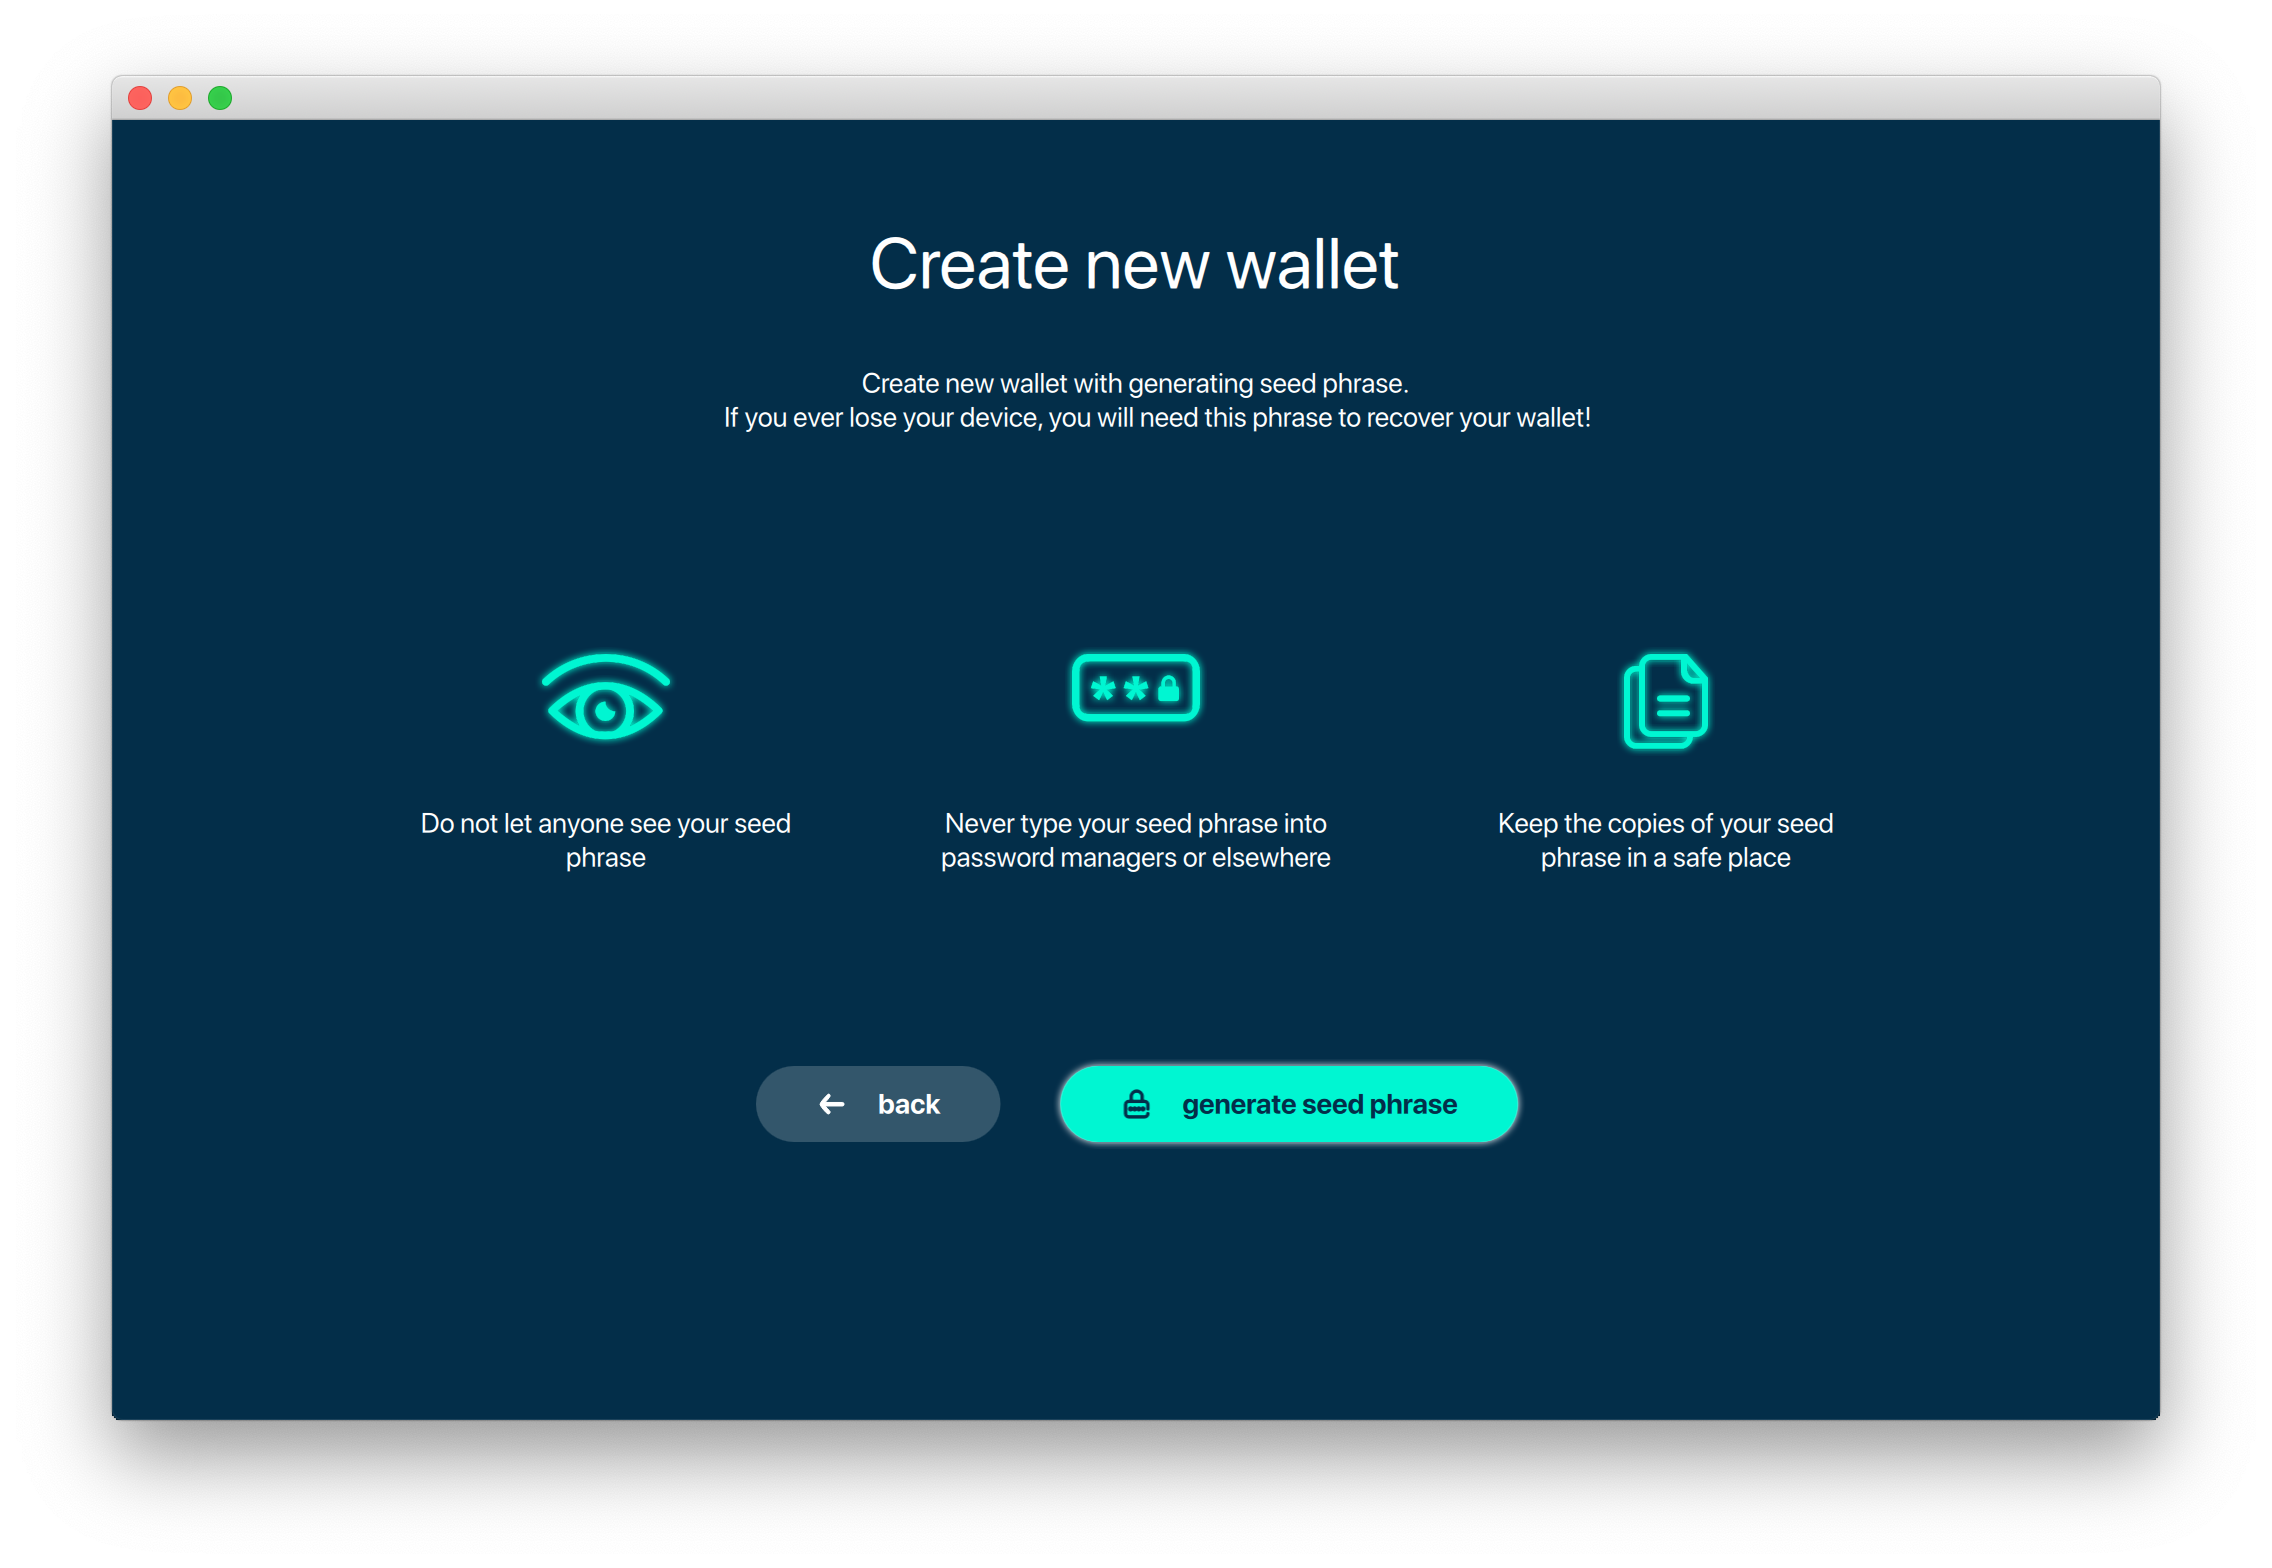 Create new wallet
Create new wallet with generating seed phrase.
If you ever lose your device, you will need this phrase to recover your wallet!
Do not let anyone see your seed
phrase
Never type your seed phrase into
password managers or elsewhere
Keep the copies of your seed
phrase in a safe place
back
generate seed phrase